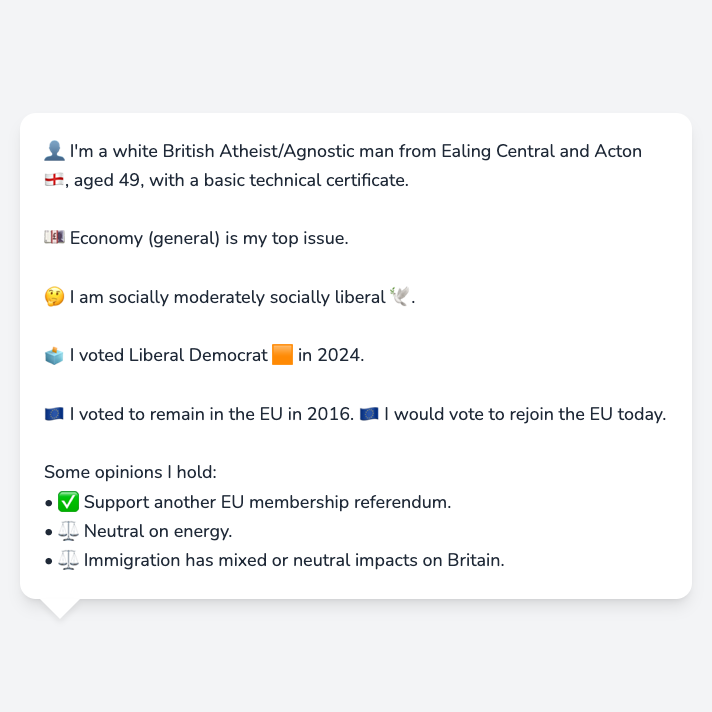 👤 I'm a white British Atheist/Agnostic man from Ealing Central and Acton
🏴󠁧󠁢󠁥󠁮󠁧󠁿, aged 49, with a basic technical certificate.
💷 Economy (general) is my top issue.
🤔 I am socially moderately socially liberal 🕊️.
🗳️ I voted Liberal Democrat 🟧 in 2024.
🇪🇺 I voted to remain in the EU in 2016. 🇪🇺 I would vote to rejoin the EU today.
Some opinions I hold:
• ✅ Support another EU membership referendum.
• ⚖️ Neutral on energy.
• ⚖️ Immigration has mixed or neutral impacts on Britain.